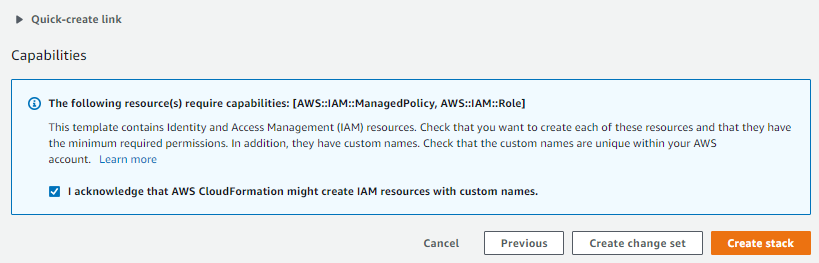 Quick-create link
Capabilities
The following resource(s) require capabilities: [AWS::IAM::ManagedPolicy, AWS::IAM::Role]
This template contains Identity and Access Management (IAM) resources. Check that you want to create each of these resources and that they have
the minimum required permissions. In addition, they have custom names. Check that the custom names are unique within your AWS
account. Learn more
I acknowledge that AWS CloudFormation might create IAM resources with custom names.
Cancel Previous Create change set Create stack